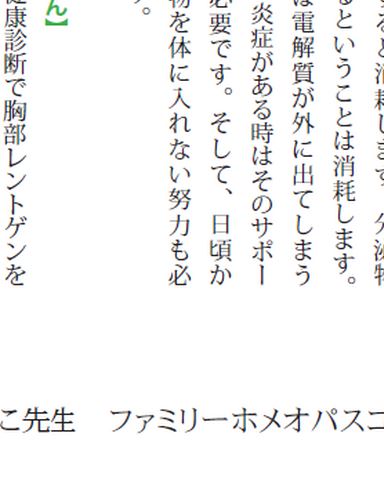 ると消耗します。分泌物
るということは消耗します。
は電解質が外に出てしまう
炎症がある時はそのサポー
必要です。そして、日頃か
物を体に入れない努力も必
す。
ん】
健康診断で胸部レントゲンを
こ先生　ファミリーホメオパスコ